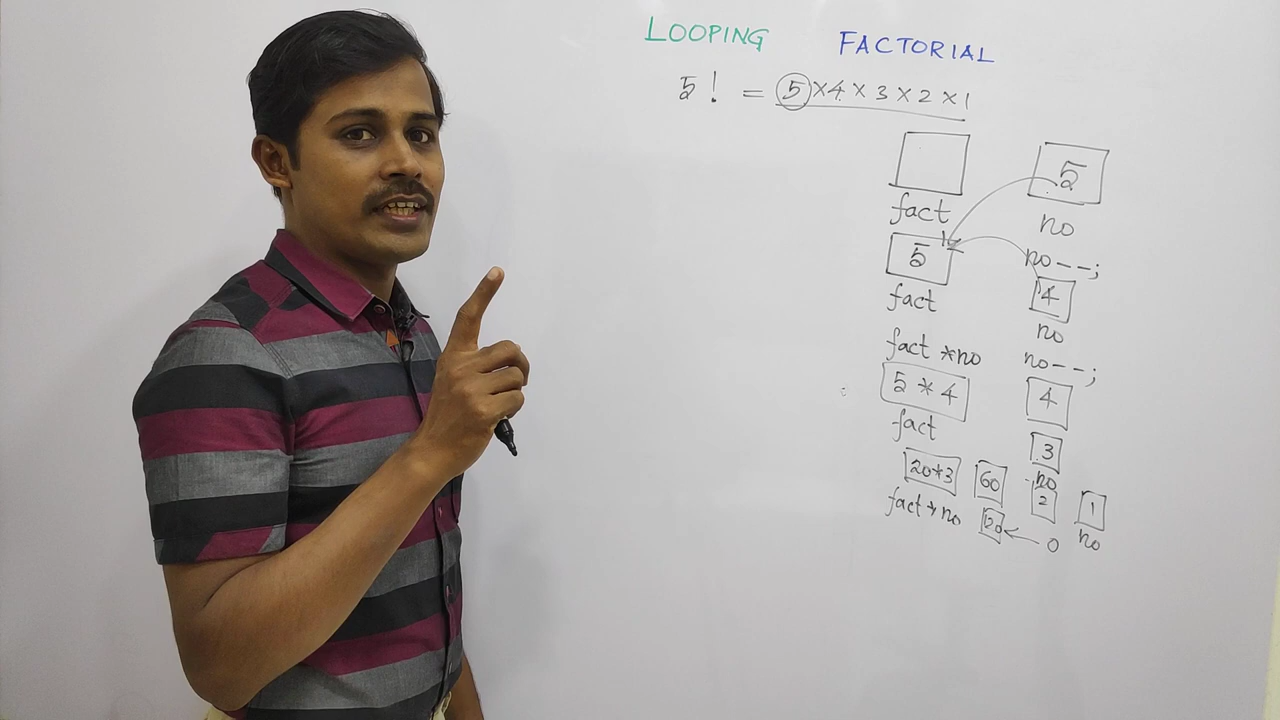 LOOPING FACTORIAL
5! = 5×4×3×2×1
5
fact no
5 no--;
fact 4
no
fact *no no--;
5 * 4 4
fact
20*3 60 3
no
fact*no 2 1
120 0 no